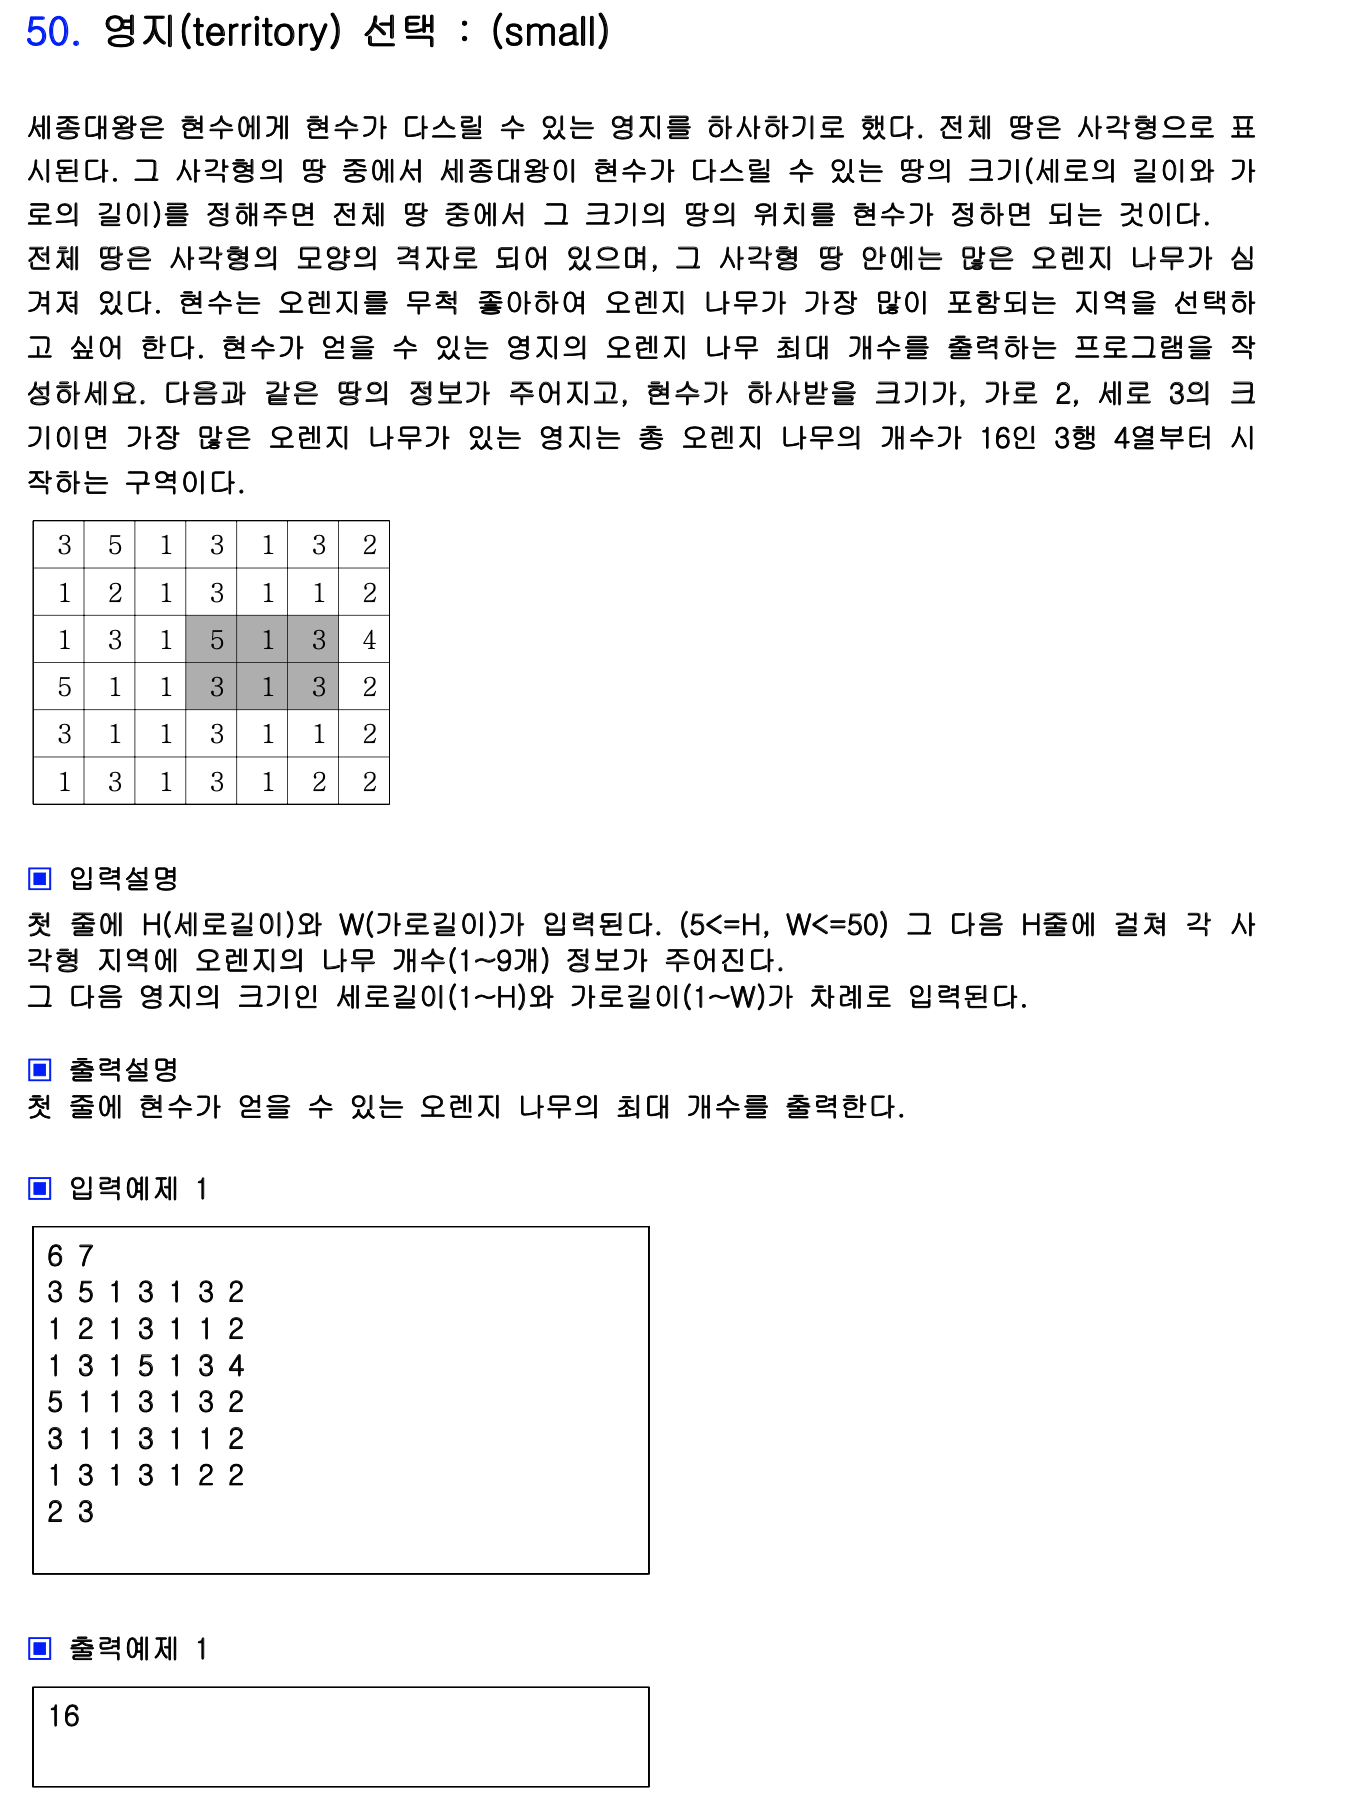 50. 영지(territory) 선택 : (small)
세종대왕은 현수에게 현수가 다스릴 수 있는 영지를 하사하기로 했다. 전체 땅은 사각형으로 표
시된다. 그 사각형의 땅 중에서 세종대왕이 현수가 다스릴 수 있는 땅의 크기(세로의 길이와 가
로의 길이)를 정해주면 전체 땅 중에서 그 크기의 땅의 위치를 현수가 정하면 되는 것이다.
전체 땅은 사각형의 모양의 격자로 되어 있으며, 그 사각형 땅 안에는 많은 오렌지 나무가 심
겨져 있다. 현수는 오렌지를 무척 좋아하여 오렌지 나무가 가장 많이 포함되는 지역을 선택하
고 싶어 한다. 현수가 얻을 수 있는 영지의 오렌지 나무 최대 개수를 출력하는 프로그램을 작
성하세요. 다음과 같은 땅의 정보가 주어지고, 현수가 하사받을 크기가, 가로 2, 세로 3의 크
기이면 가장 많은 오렌지 나무가 있는 영지는 총 오렌지 나무의 개수가 16인 3행 4열부터 시
작하는 구역이다.
3 5 1 3 1 3 2
1 2 1 3 1 1 2
1 3 1 5 1 3 4
5 1 1 3 1 3 2
3 1 1 3 1 1 2
1 3 1 3 1 2 2
▣ 입력설명
첫 줄에 H(세로길이)와 W(가로길이)가 입력된다. (5<=H, W<=50) 그 다음 H줄에 걸쳐 각 사
각형 지역에 오렌지의 나무 개수(1~9개) 정보가 주어진다.
그 다음 영지의 크기인 세로길이(1~H)와 가로길이(1~W)가 차례로 입력된다.
▣ 출력설명
첫 줄에 현수가 얻을 수 있는 오렌지 나무의 최대 개수를 출력한다.
▣ 입력예제 1
6 7
3 5 1 3 1 3 2
1 2 1 3 1 1 2
1 3 1 5 1 3 4
5 1 1 3 1 3 2
3 1 1 3 1 1 2
1 3 1 3 1 2 2
2 3
▣ 출력예제 1
16